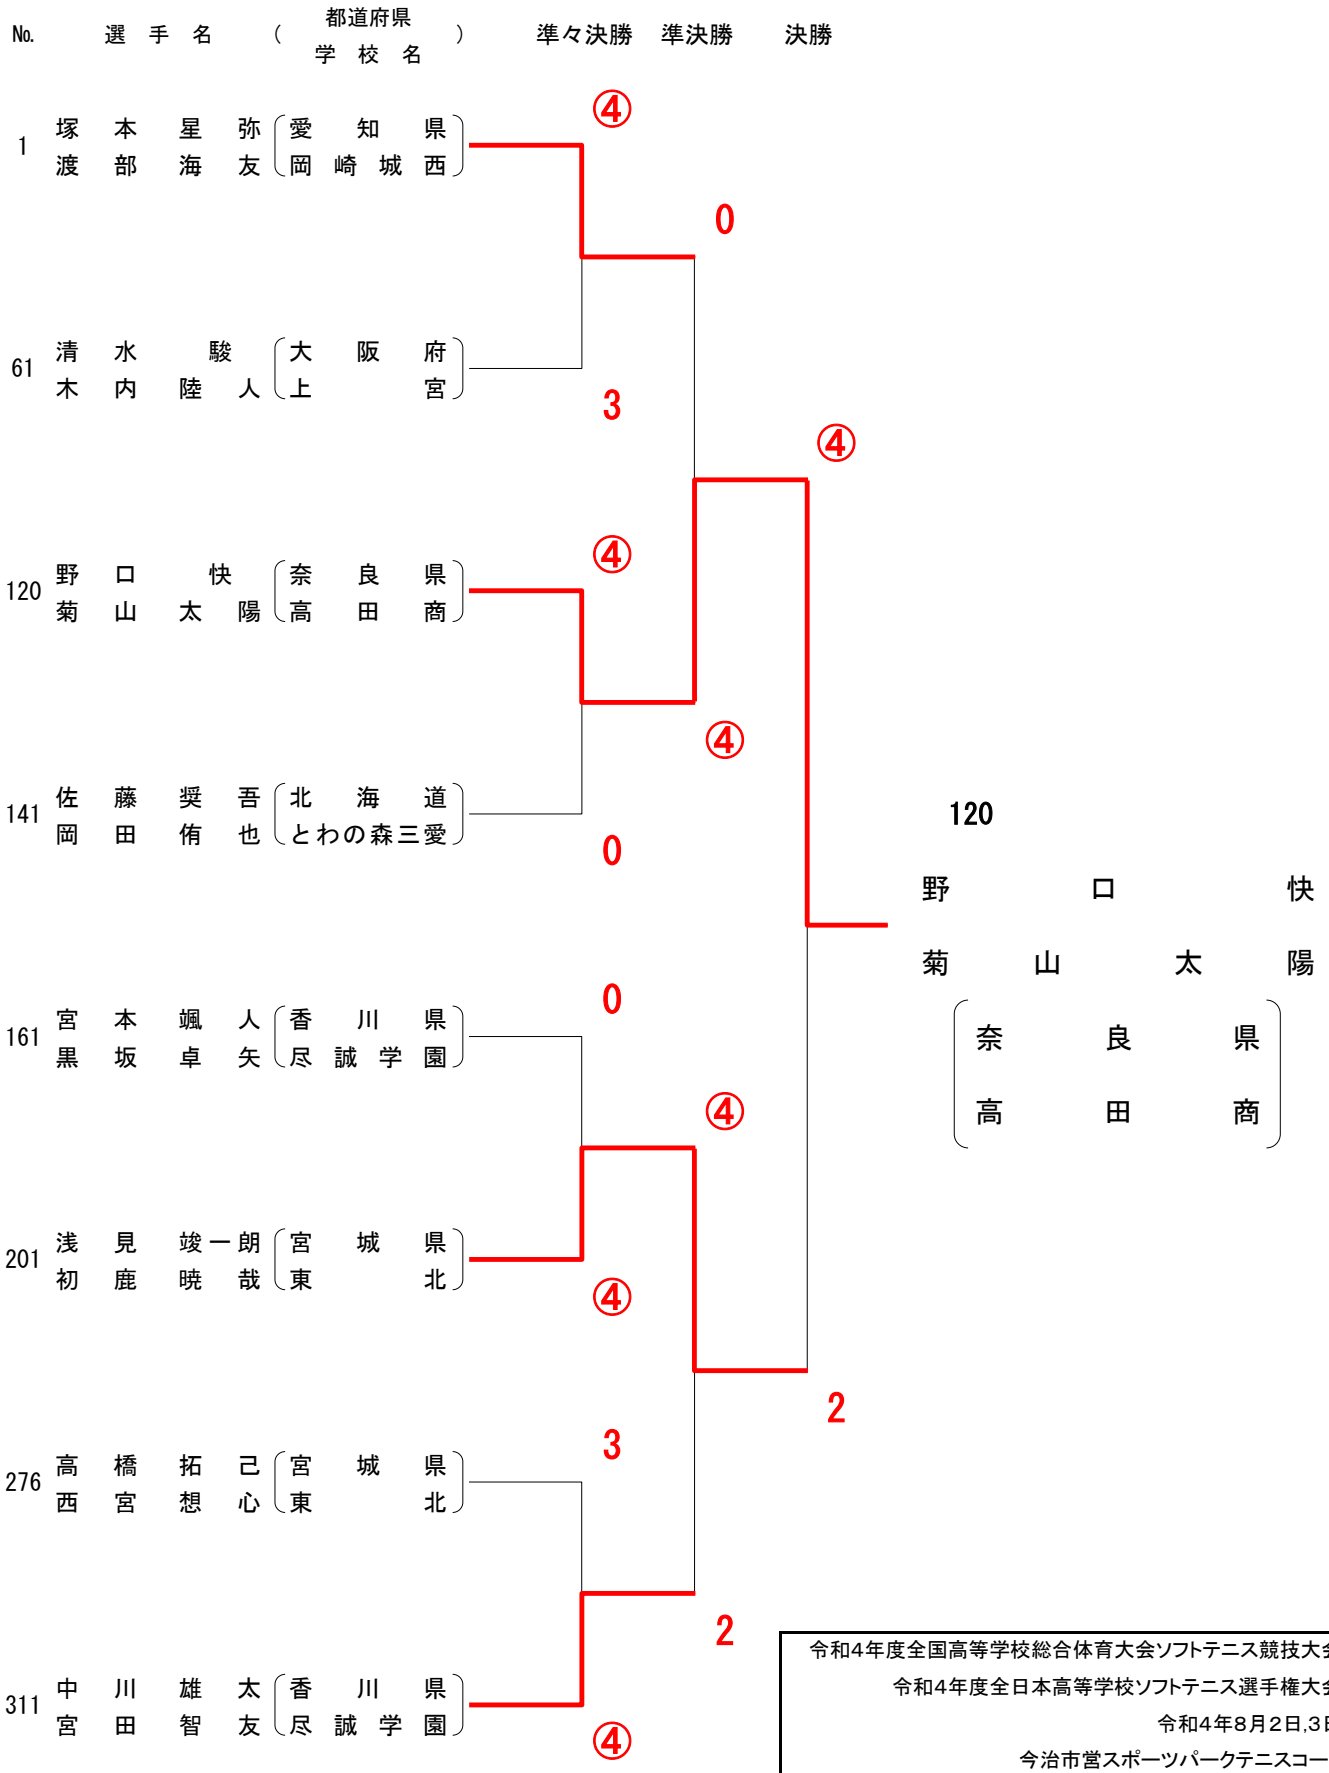 No. 選手名 ( 都道府県 ) 準々決勝 準決勝 決勝
学校名
④
1 塚本星弥 愛知県
渡部海友 岡崎城西
0
61 清水駿 大阪府
木内陸人 上宮
3
④
④
120 野口快 奈良県
菊山太陽 高田商
④
141 佐藤奨吾 北海道
岡田侑也 とわの森三愛
0
120
野口快
菊山太陽
奈良県
高田商
0
161 宮本颯人 香川県
黒坂卓矢 尽誠学園
④
201 浅見竣一朗 宮城県
初鹿暁哉 東北
④
2
3
276 高橋拓己 宮城県
西宮想心 東北
2
311 中川雄太 香川県
宮田智友 尽誠学園
④
令和4年度全国高等学校総合体育大会ソフトテニス競技大会
令和4年度全日本高等学校ソフトテニス選手権大会
令和4年8月2日,3日
今治市営スポーツパークテニスコー